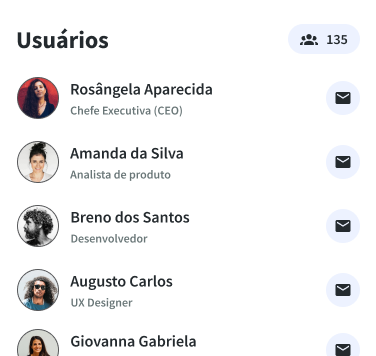 Usuários
135
Rosângela Aparecida
Chefe Executiva (CEO)
Amanda da Silva
Analista de produto
Breno dos Santos
Desenvolvedor
Augusto Carlos
UX Designer
Giovanna Gabriela